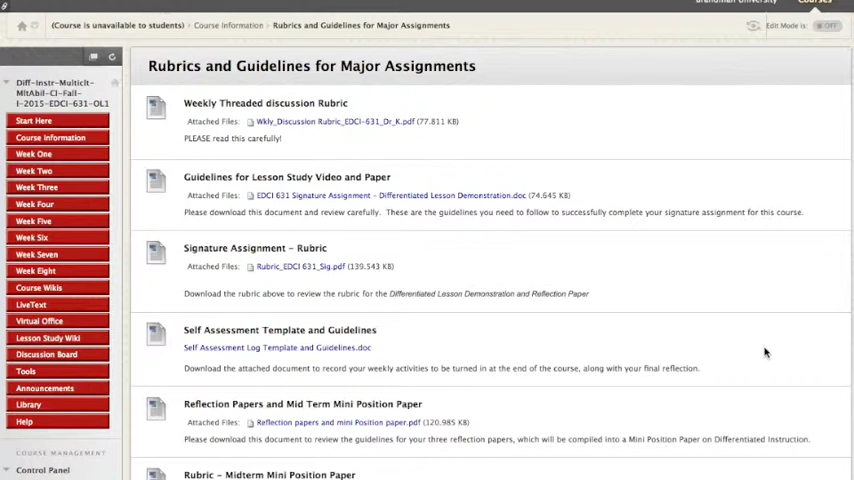 Brandman University
Courses
(Course is unavailable to students) › Course Information › Rubrics and Guidelines for Major Assignments
Edit Mode is: OFF
Diff-Instr-Multiclt-
MltAbil-CI-Fall-
I-2015-EDCI-631-OL1
Start Here
Course Information
Week One
Week Two
Week Three
Week Four
Week Five
Week Six
Week Seven
Week Eight
Course Wikis
LiveText
Virtual Office
Lesson Study Wiki
Discussion Board
Tools
Announcements
Library
Help
COURSE MANAGEMENT
Control Panel
Rubrics and Guidelines for Major Assignments
Weekly Threaded discussion Rubric
Attached Files: Wkly_Discussion Rubric_EDCI-631_Dr_K.pdf (77.811 KB)
PLEASE read this carefully!
Guidelines for Lesson Study Video and Paper
Attached Files: EDCI 631 Signature Assignment - Differentiated Lesson Demonstration.doc (74.645 KB)
Please download this document and review carefully. These are the guidelines you need to follow to successfully complete your signature assignment for this course.
Signature Assignment - Rubric
Attached Files: Rubric_EDCI 631_Sig.pdf (139.543 KB)
Download the rubric above to review the rubric for the Differentiated Lesson Demonstration and Reflection Paper
Self Assessment Template and Guidelines
Self Assessment Log Template and Guidelines.doc
Download the attached document to record your weekly activities to be turned in at the end of the course, along with your final reflection.
Reflection Papers and Mid Term Mini Position Paper
Attached Files: Reflection papers and mini Position paper.pdf (120.985 KB)
Please download this document to review the guidelines for your three reflection papers, which will be compiled into a Mini Position Paper on Differentiated Instruction.
Rubric - Midterm Mini Position Paper